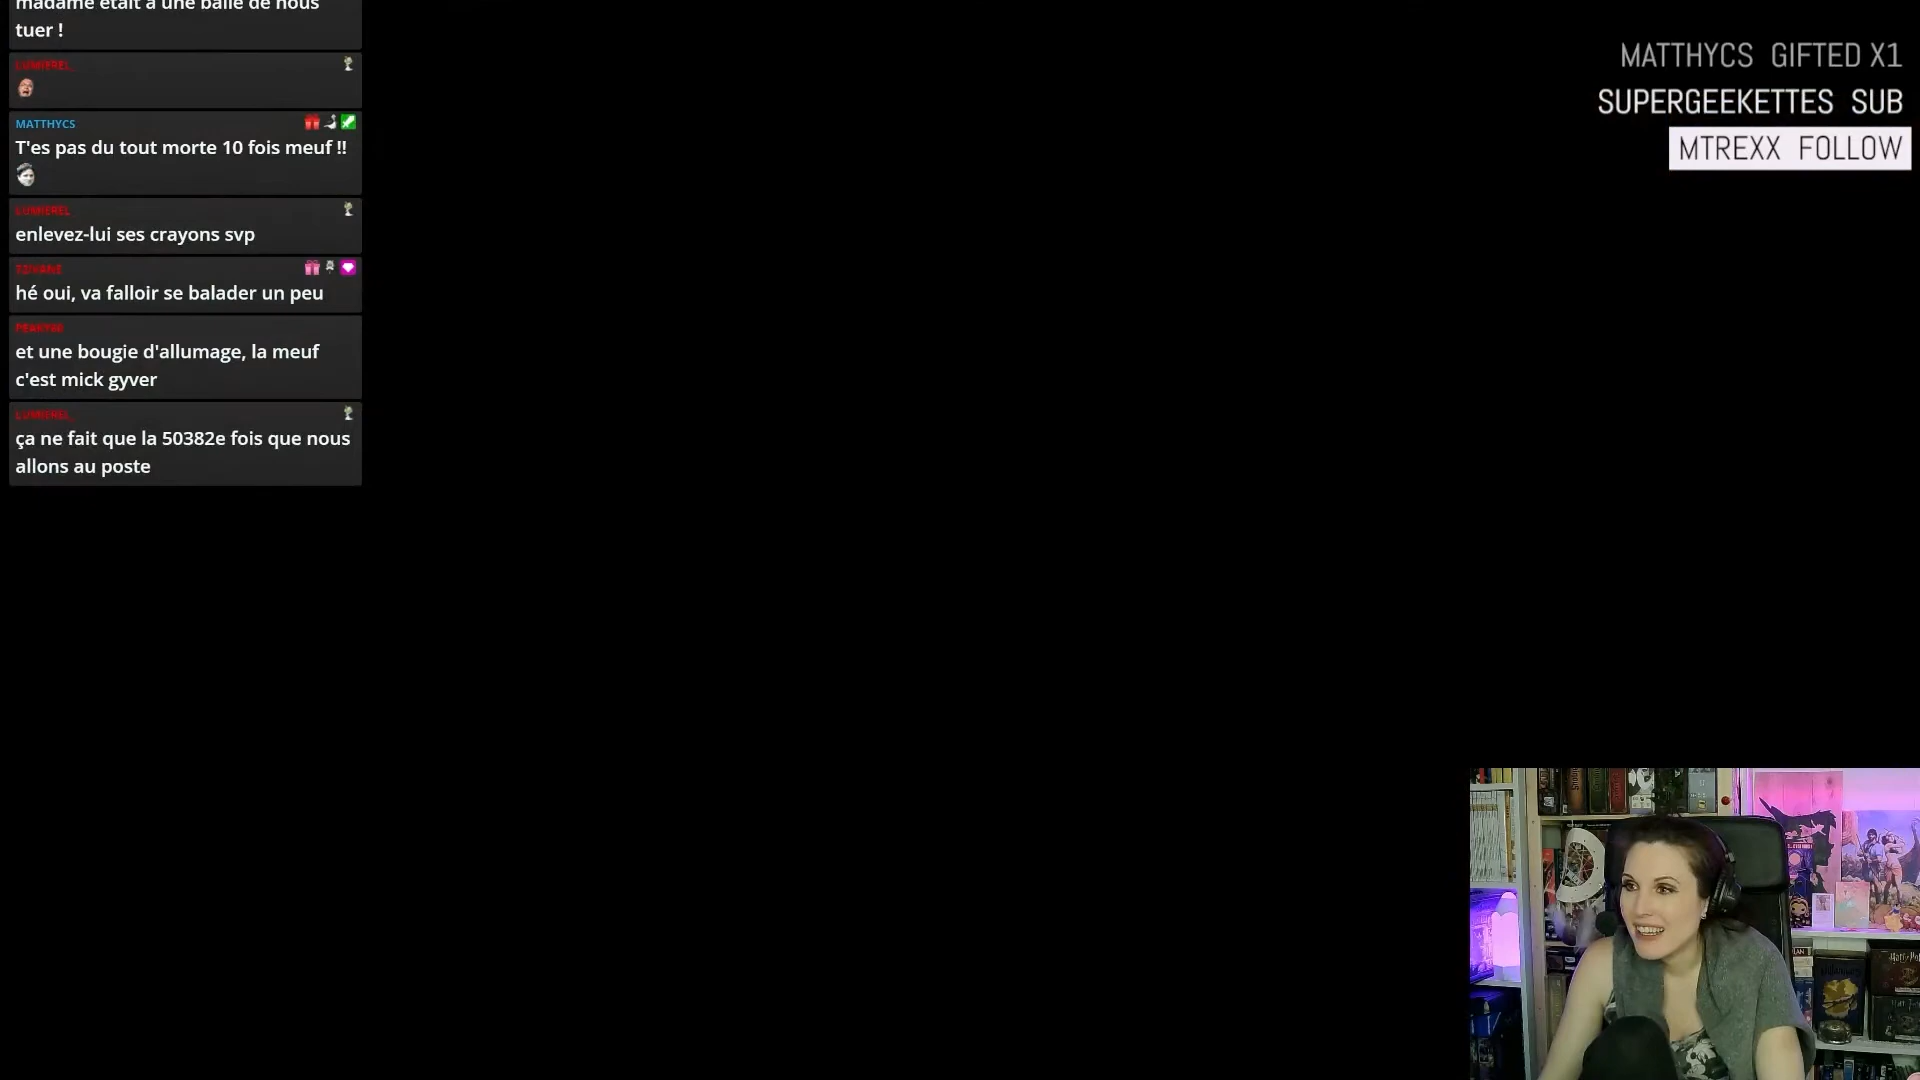 madame était à une balle de nous
tuer !
LUMIEREL_
MATTHYCS
T'es pas du tout morte 10 fois meuf !!
LUMIEREL_
enlevez-lui ses crayons svp
hé oui, va falloir se balader un peu
et une bougie d'allumage, la meuf
c'est mick gyver
LUMIEREL_
ça ne fait que la 50382e fois que nous
allons au poste
MATTHYCS GIFTED X1
SUPERGEEKETTES SUB
MTREXX FOLLOW